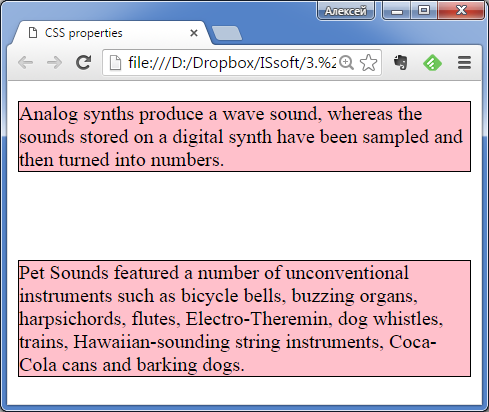 Алексей
CSS properties
file:///D:/Dropbox/ISsoft/3.%2
Analog synths produce a wave sound, whereas the
sounds stored on a digital synth have been sampled and
then turned into numbers.
Pet Sounds featured a number of unconventional
instruments such as bicycle bells, buzzing organs,
harpsichords, flutes, Electro-Theremin, dog whistles,
trains, Hawaiian-sounding string instruments, Coca-
Cola cans and barking dogs.